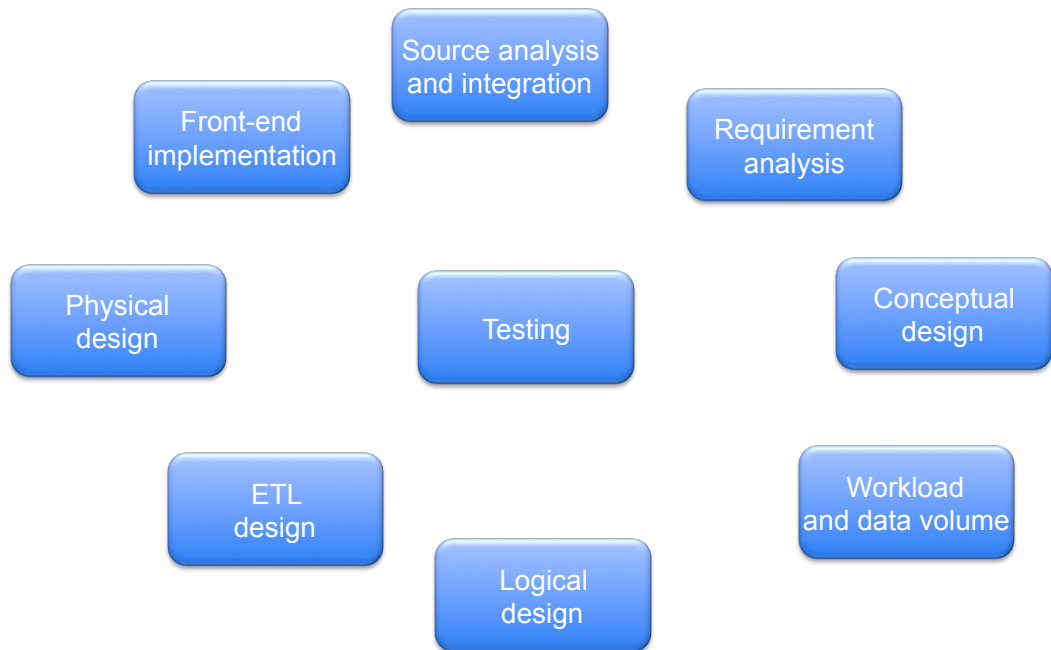 Source analysis
and integration
Front-end
implementation
Requirement
analysis
Physical
design
Testing
Conceptual
design
ETL
design
Workload
and data volume
Logical
design